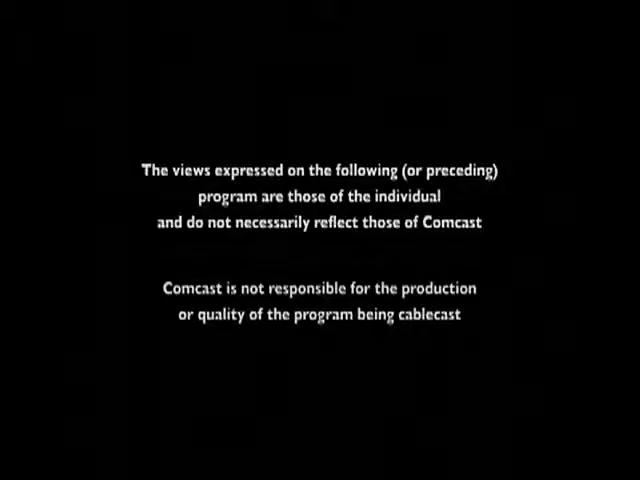 The views expressed on the following (or preceding)
program are those of the individual
and do not necessarily reflect those of Comcast
Comcast is not responsible for the production
or quality of the program being cablecast